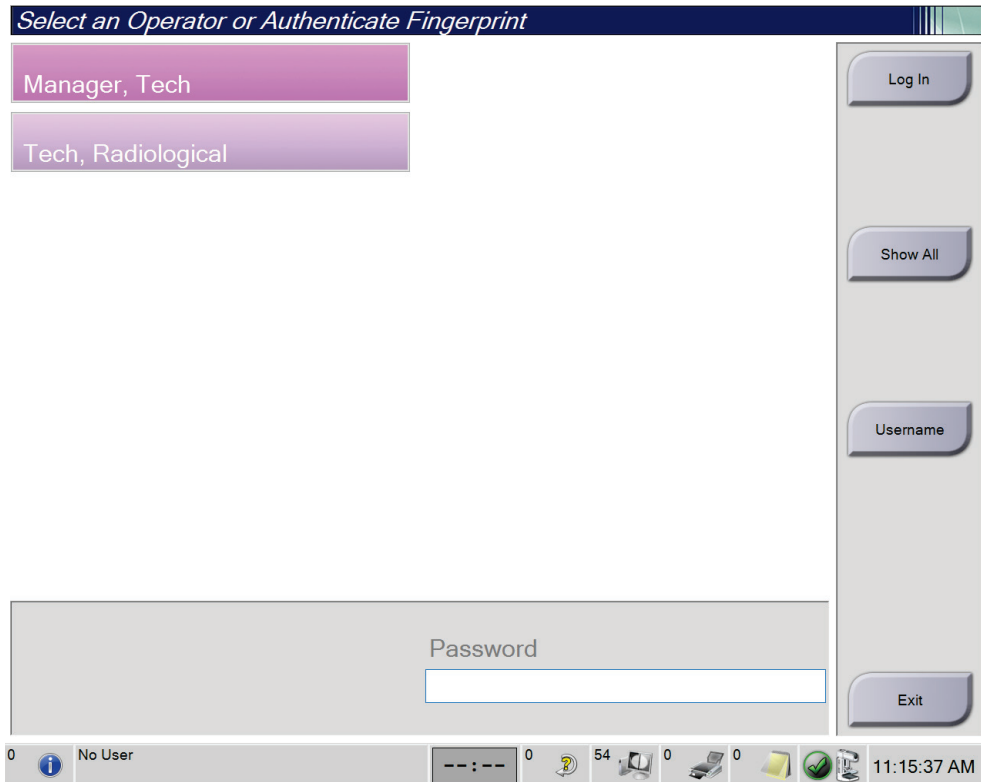 Select an Operator or Authenticate Fingerprint
Manager, Tech
Tech, Radiological
Log In
Show All
Username
Password
Exit
0 No User --:-- 0 54 0 0 11:15:37 AM